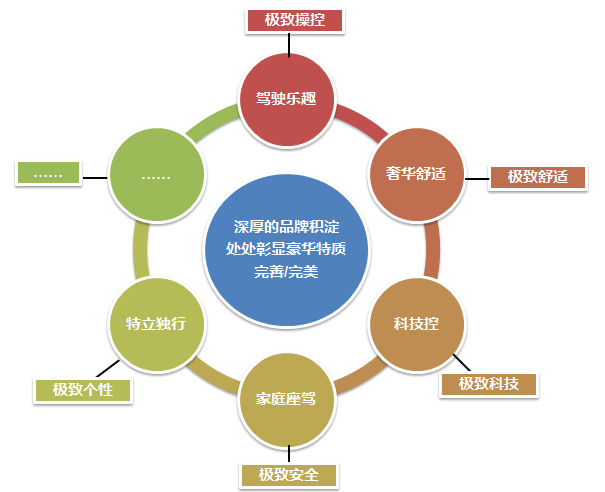 极致操控
驾驶乐趣
奢华舒适
极致舒适
科技控
极致科技
家庭座驾
极致安全
特立独行
极致个性
……
……
深厚的品牌积淀
处处彰显豪华特质
完善/完美